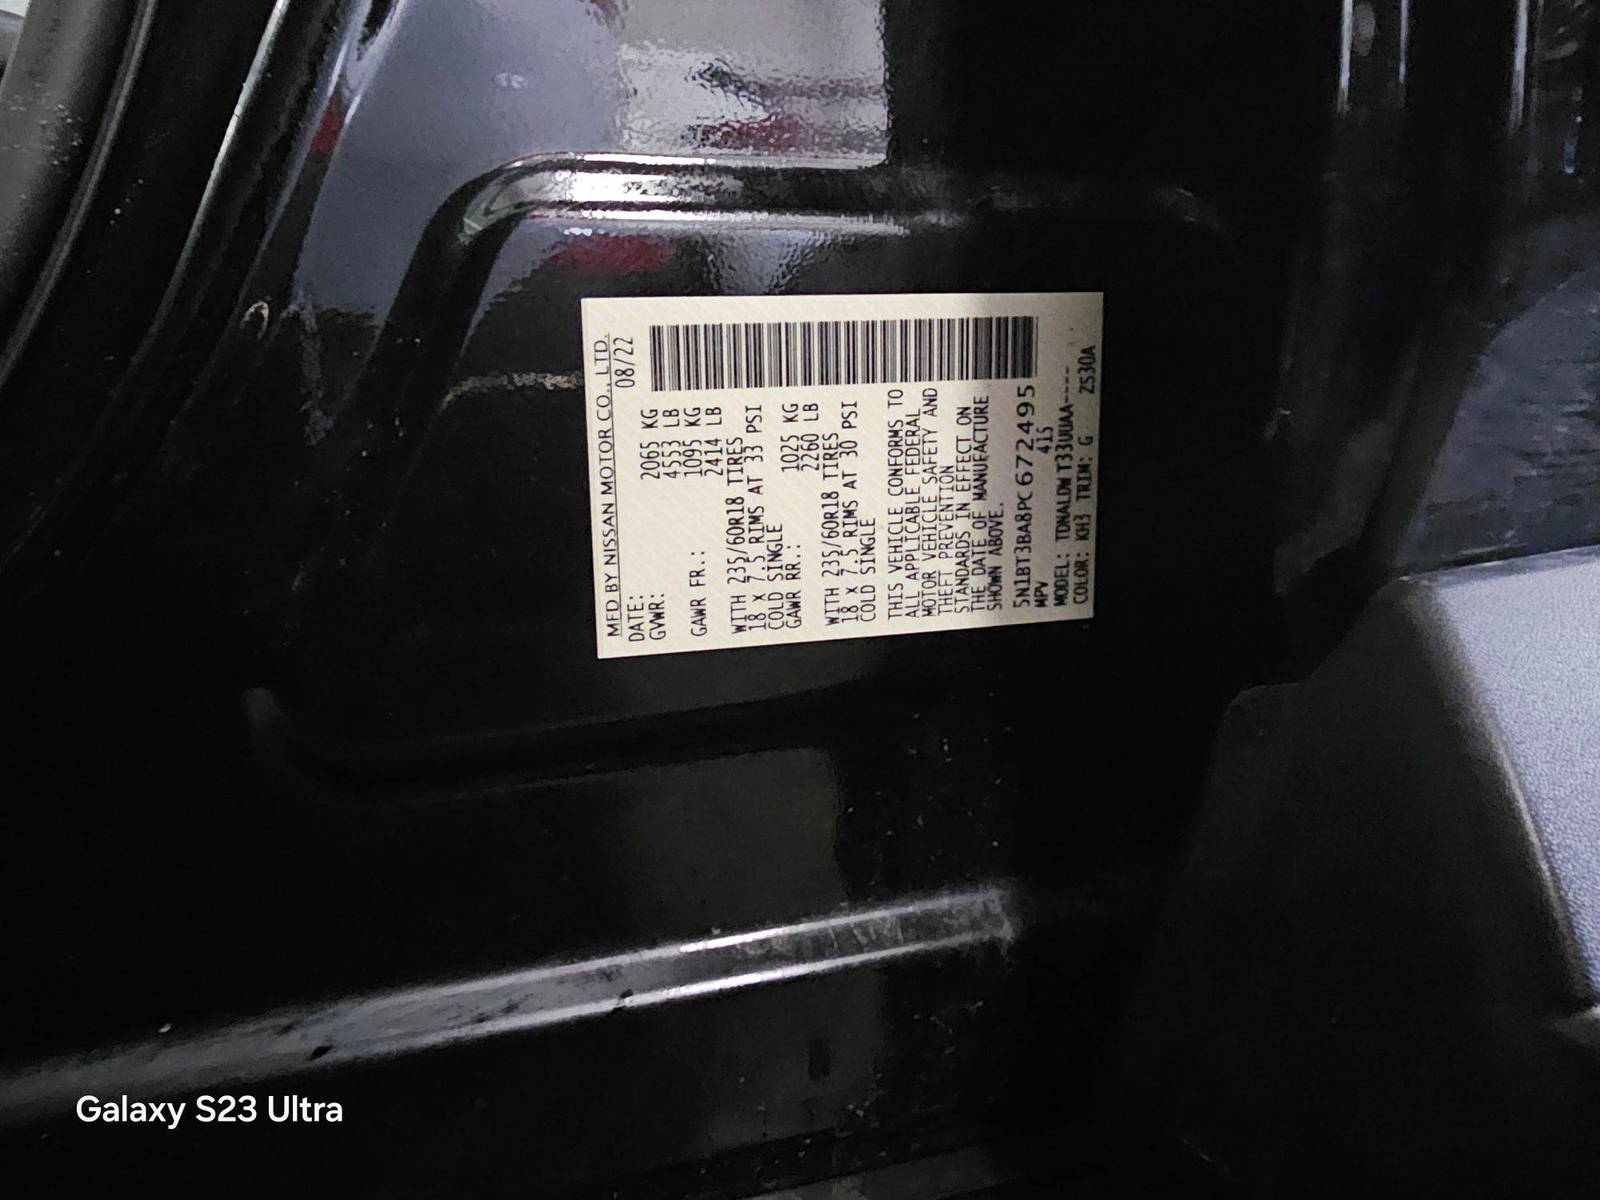 MFD BY NISSAN MOTOR CO., LTD.
DATE: 08/22
GVWR: 2065 KG
4553 LB
GAWR FR.: 1095 KG
2414 LB
WITH 235/60R18 TIRES
18 x 7.5 RIMS AT 33 PSI
COLD SINGLE
GAWR RR.: 1025 KG
2260 LB
WITH 235/60R18 TIRES
18 x 7.5 RIMS AT 30 PSI
COLD SINGLE
THIS VEHICLE CONFORMS TO
ALL APPLICABLE FEDERAL
MOTOR VEHICLE SAFETY AND
THEFT PREVENTION
STANDARDS IN EFFECT ON
THE DATE OF MANUFACTURE
SHOWN ABOVE.
5N1BT3BA8PC672495
MPV 415
MODEL: TDNALDW T33UUAA----
COLOR: KH3 TRIM: G ZS30A
Galaxy S23 Ultra